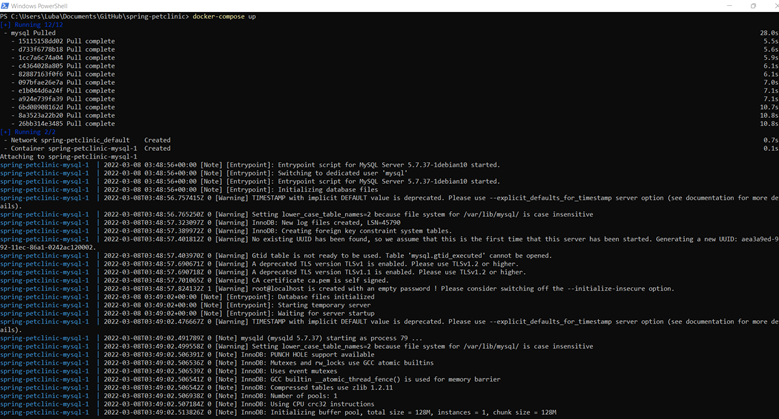 Windows PowerShell
PS C:\Users\Luba\Documents\GitHub\spring-petclinic> docker-compose up
[+] Running 12/12
- mysql Pulled 28.0s
- 15115158dd02 Pull complete 5.5s
- d733f6778b18 Pull complete 5.6s
- 1cc7a6c74a04 Pull complete 5.9s
- c4364028a805 Pull complete 6.1s
- 82887163f0f6 Pull complete 6.1s
- 097bfae26e7a Pull complete 7.0s
- e1b044d6a24f Pull complete 7.1s
- a924e739fa39 Pull complete 7.1s
- 6bd08908162d Pull complete 10.7s
- 8a3523a22b20 Pull complete 10.8s
- 26bb314e3485 Pull complete 10.8s
[+] Running 2/2
- Network spring-petclinic_default Created 0.7s
- Container spring-petclinic-mysql-1 Created 0.1s
Attaching to spring-petclinic-mysql-1
spring-petclinic-mysql-1 | 2022-03-08 03:48:56+00:00 [Note] [Entrypoint]: Entrypoint script for MySQL Server 5.7.37-1debian10 started.
spring-petclinic-mysql-1 | 2022-03-08 03:48:56+00:00 [Note] [Entrypoint]: Switching to dedicated user 'mysql'
spring-petclinic-mysql-1 | 2022-03-08 03:48:56+00:00 [Note] [Entrypoint]: Entrypoint script for MySQL Server 5.7.37-1debian10 started.
spring-petclinic-mysql-1 | 2022-03-08 03:48:56+00:00 [Note] [Entrypoint]: Initializing database files
spring-petclinic-mysql-1 | 2022-03-08T03:48:56.757415Z 0 [Warning] TIMESTAMP with implicit DEFAULT value is deprecated. Please use --explicit_defaults_for_timestamp server option (see documentation for more de
ails).
spring-petclinic-mysql-1 | 2022-03-08T03:48:56.765250Z 0 [Warning] Setting lower_case_table_names=2 because file system for /var/lib/mysql/ is case insensitive
spring-petclinic-mysql-1 | 2022-03-08T03:48:57.323097Z 0 [Warning] InnoDB: New log files created, LSN=45790
spring-petclinic-mysql-1 | 2022-03-08T03:48:57.389972Z 0 [Warning] InnoDB: Creating foreign key constraint system tables.
spring-petclinic-mysql-1 | 2022-03-08T03:48:57.401812Z 0 [Warning] No existing UUID has been found, so we assume that this is the first time that this server has been started. Generating a new UUID: aea3a9ed-9
92-11ec-86a1-0242ac120002.
spring-petclinic-mysql-1 | 2022-03-08T03:48:57.403970Z 0 [Warning] Gtid table is not ready to be used. Table 'mysql.gtid_executed' cannot be opened.
spring-petclinic-mysql-1 | 2022-03-08T03:48:57.690671Z 0 [Warning] A deprecated TLS version TLSv1 is enabled. Please use TLSv1.2 or higher.
spring-petclinic-mysql-1 | 2022-03-08T03:48:57.690718Z 0 [Warning] A deprecated TLS version TLSv1.1 is enabled. Please use TLSv1.2 or higher.
spring-petclinic-mysql-1 | 2022-03-08T03:48:57.701065Z 0 [Warning] CA certificate ca.pem is self signed.
spring-petclinic-mysql-1 | 2022-03-08T03:48:57.824132Z 1 [Warning] root@localhost is created with an empty password ! Please consider switching off the --initialize-insecure option.
spring-petclinic-mysql-1 | 2022-03-08 03:49:02+00:00 [Note] [Entrypoint]: Database files initialized
spring-petclinic-mysql-1 | 2022-03-08 03:49:02+00:00 [Note] [Entrypoint]: Starting temporary server
spring-petclinic-mysql-1 | 2022-03-08 03:49:02+00:00 [Note] [Entrypoint]: Waiting for server startup
spring-petclinic-mysql-1 | 2022-03-08T03:49:02.476667Z 0 [Warning] TIMESTAMP with implicit DEFAULT value is deprecated. Please use --explicit_defaults_for_timestamp server option (see documentation for more de
ails).
spring-petclinic-mysql-1 | 2022-03-08T03:49:02.491789Z 0 [Note] mysqld (mysqld 5.7.37) starting as process 79 ...
spring-petclinic-mysql-1 | 2022-03-08T03:49:02.499558Z 0 [Warning] Setting lower_case_table_names=2 because file system for /var/lib/mysql/ is case insensitive
spring-petclinic-mysql-1 | 2022-03-08T03:49:02.506391Z 0 [Note] InnoDB: PUNCH HOLE support available
spring-petclinic-mysql-1 | 2022-03-08T03:49:02.506536Z 0 [Note] InnoDB: Mutexes and rw_locks use GCC atomic builtins
spring-petclinic-mysql-1 | 2022-03-08T03:49:02.506539Z 0 [Note] InnoDB: Uses event mutexes
spring-petclinic-mysql-1 | 2022-03-08T03:49:02.506541Z 0 [Note] InnoDB: GCC builtin __atomic_thread_fence() is used for memory barrier
spring-petclinic-mysql-1 | 2022-03-08T03:49:02.506542Z 0 [Note] InnoDB: Compressed tables use zlib 1.2.11
spring-petclinic-mysql-1 | 2022-03-08T03:49:02.506938Z 0 [Note] InnoDB: Number of pools: 1
spring-petclinic-mysql-1 | 2022-03-08T03:49:02.507184Z 0 [Note] InnoDB: Using CPU crc32 instructions
spring-petclinic-mysql-1 | 2022-03-08T03:49:02.513826Z 0 [Note] InnoDB: Initializing buffer pool, total size = 128M, instances = 1, chunk size = 128M